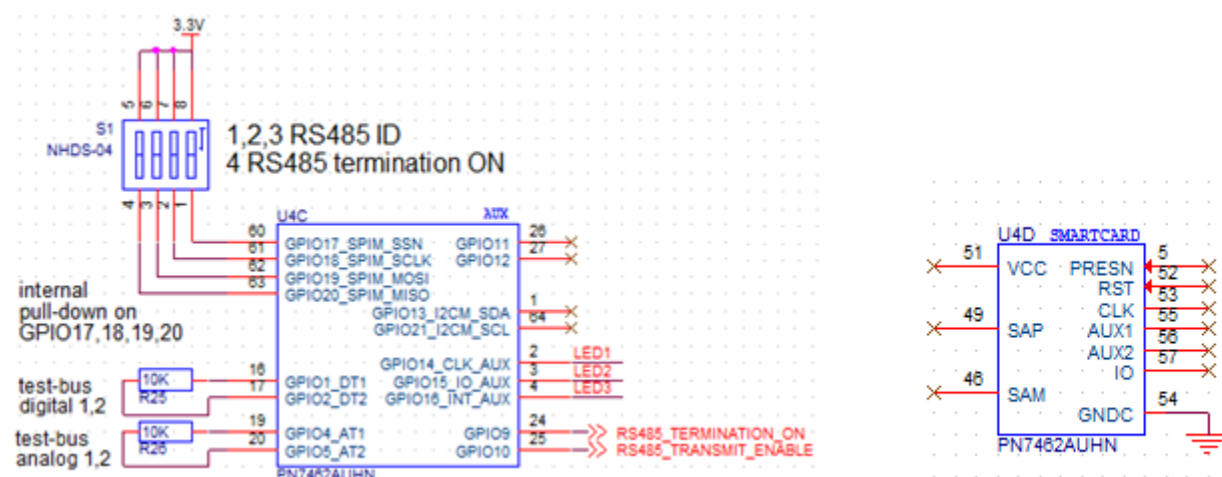 3.3V
5 6 7 8
S1
NHDS-04
1,2,3 RS485 ID
4 RS485 termination ON
4 3 2 1
U4C AUX
60 GPIO17_SPIM_SSN GPIO11 26
61 GPIO18_SPIM_SCLK GPIO12 27
62 GPIO19_SPIM_MOSI
63 GPIO20_SPIM_MISO
internal
pull-down on
GPIO17,18,19,20
GPIO13_I2CM_SDA 1
GPIO21_I2CM_SCL 64
GPIO14_CLK_AUX 2 LED1
test-bus
digital 1,2
10K
R25
16 GPIO1_DT1 GPIO15_IO_AUX 3 LED2
17 GPIO2_DT2 GPIO16_INT_AUX 4 LED3
test-bus
analog 1,2
10K
R26
19 GPIO4_AT1 GPIO9 24 RS485_TERMINATION_ON
20 GPIO5_AT2 GPIO10 25 RS485_TRANSMIT_ENABLE
PN7462AUHN
U4D SMARTCARD
51 VCC PRESN 5
RST 52
CLK 53
49 SAP AUX1 55
AUX2 56
IO 57
46 SAM
GNDC 54
PN7462AUHN